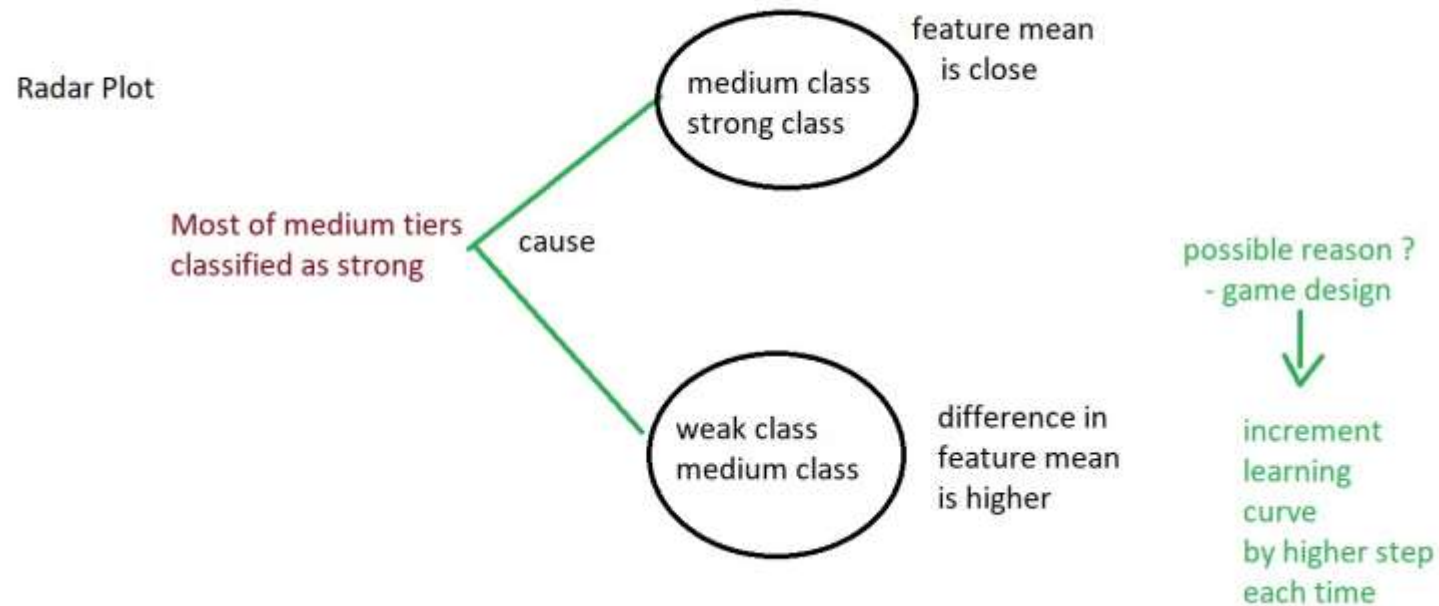 Radar Plot
feature mean
is close
medium class
strong class
Most of medium tiers
classified as strong
cause
possible reason ?
- game design
weak class
medium class
difference in
feature mean
is higher
increment
learning
curve
by higher step
each time